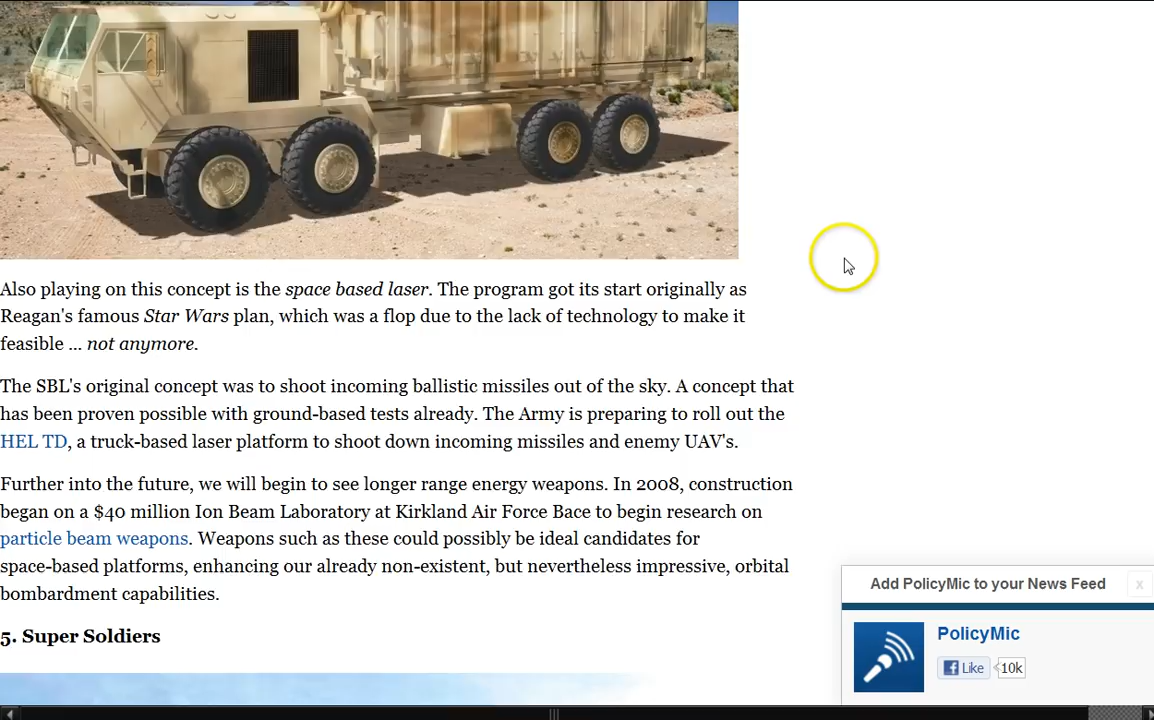 Also playing on this concept is the space based laser. The program got its start originally as
Reagan's famous Star Wars plan, which was a flop due to the lack of technology to make it
feasible ... not anymore.
The SBL's original concept was to shoot incoming ballistic missiles out of the sky. A concept that
has been proven possible with ground-based tests already. The Army is preparing to roll out the
HEL TD, a truck-based laser platform to shoot down incoming missiles and enemy UAV's.
Further into the future, we will begin to see longer range energy weapons. In 2008, construction
began on a $40 million Ion Beam Laboratory at Kirkland Air Force Bace to begin research on
particle beam weapons. Weapons such as these could possibly be ideal candidates for
space-based platforms, enhancing our already non-existent, but nevertheless impressive, orbital
bombardment capabilities.
5. Super Soldiers
Add PolicyMic to your News Feed
x
PolicyMic
Like 10k